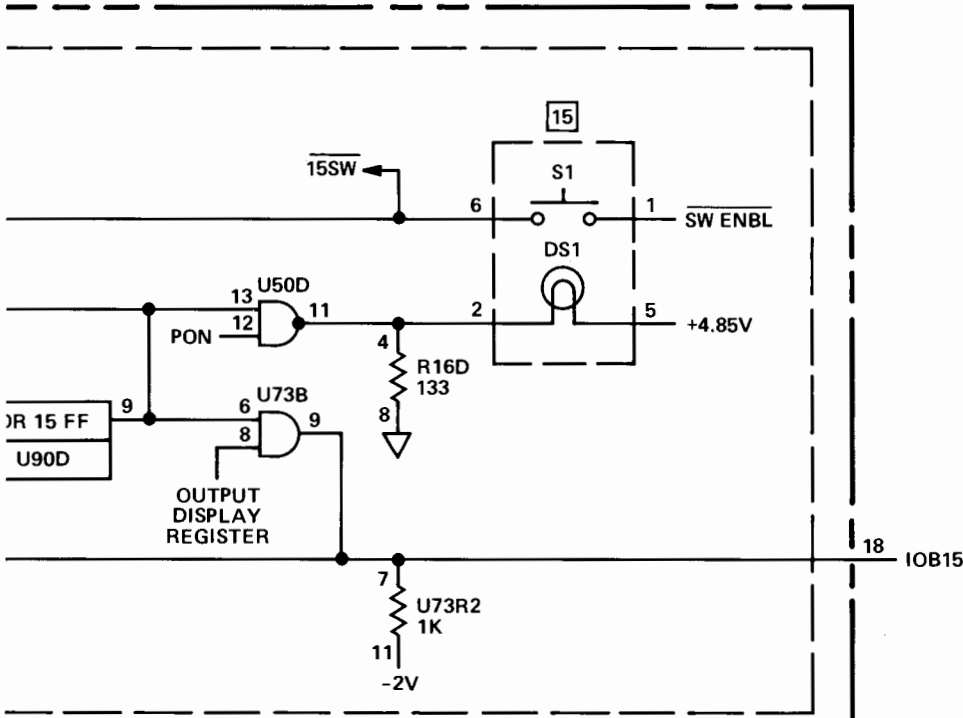 15
15SW
S1
6
1
SW ENBL
DS1
U50D
13
12
11
PON
2
5
+4.85V
4
R16D
133
8
U73B
9
6
8
9
OR 15 FF
U90D
OUTPUT
DISPLAY
REGISTER
18
IOB15
7
U73R2
1K
11
-2V